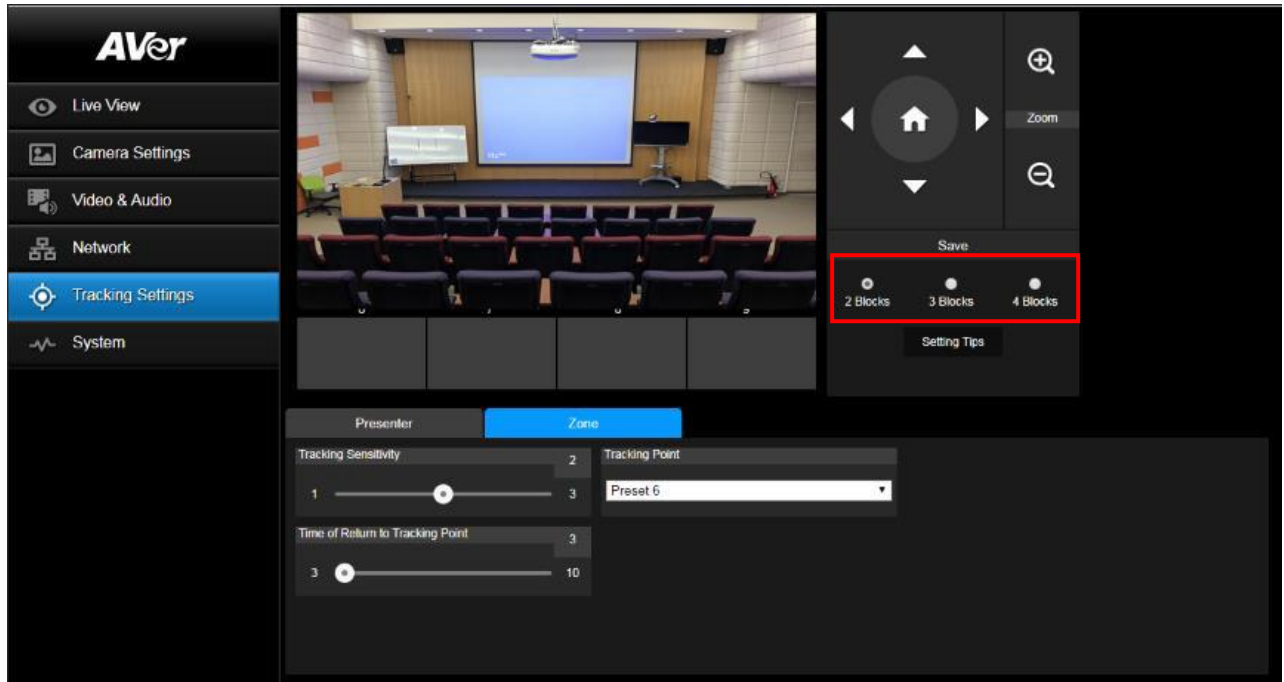 AVer
Live View
Camera Settings
Video & Audio
Network
Tracking Settings
System
Zoom
Save
2 Blocks 3 Blocks 4 Blocks
Setting Tips
Presenter Zone
Tracking Sensitivity 2
1 3
Tracking Point
Preset 6
Time of Return to Tracking Point 3
3 10